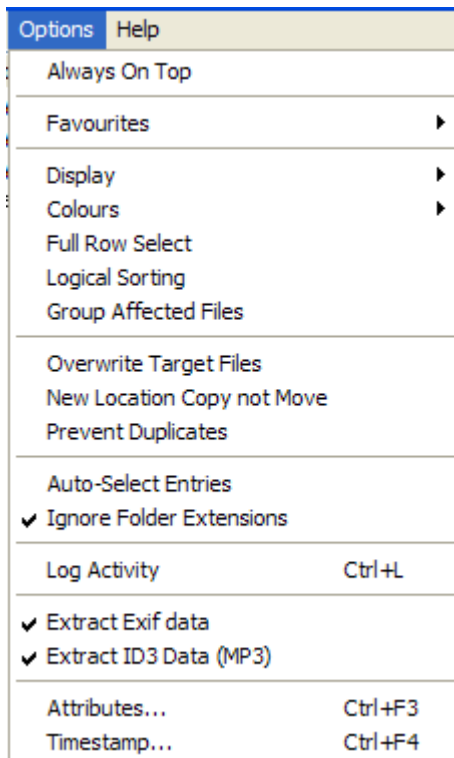 Options Help
Always On Top
Favourites
Display
Colours
Full Row Select
Logical Sorting
Group Affected Files
Overwrite Target Files
New Location Copy not Move
Prevent Duplicates
Auto-Select Entries
Ignore Folder Extensions
Log Activity Ctrl+L
Extract Exif data
Extract ID3 Data (MP3)
Attributes... Ctrl+F3
Timestamp... Ctrl+F4